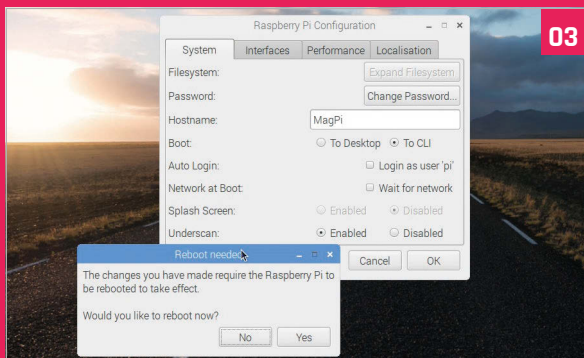 Raspberry Pi Configuration
03
System Interfaces Performance Localisation
Filesystem: Expand Filesystem
Password: Change Password...
Hostname: MagPi
Boot: To Desktop To CLI
Auto Login: Login as user 'pi'
Network at Boot: Wait for network
Splash Screen: Enabled Disabled
Underscan: Enabled Disabled
Cancel OK
Reboot needed
The changes you have made require the Raspberry Pi to
be rebooted to take effect.
Would you like to reboot now?
No Yes